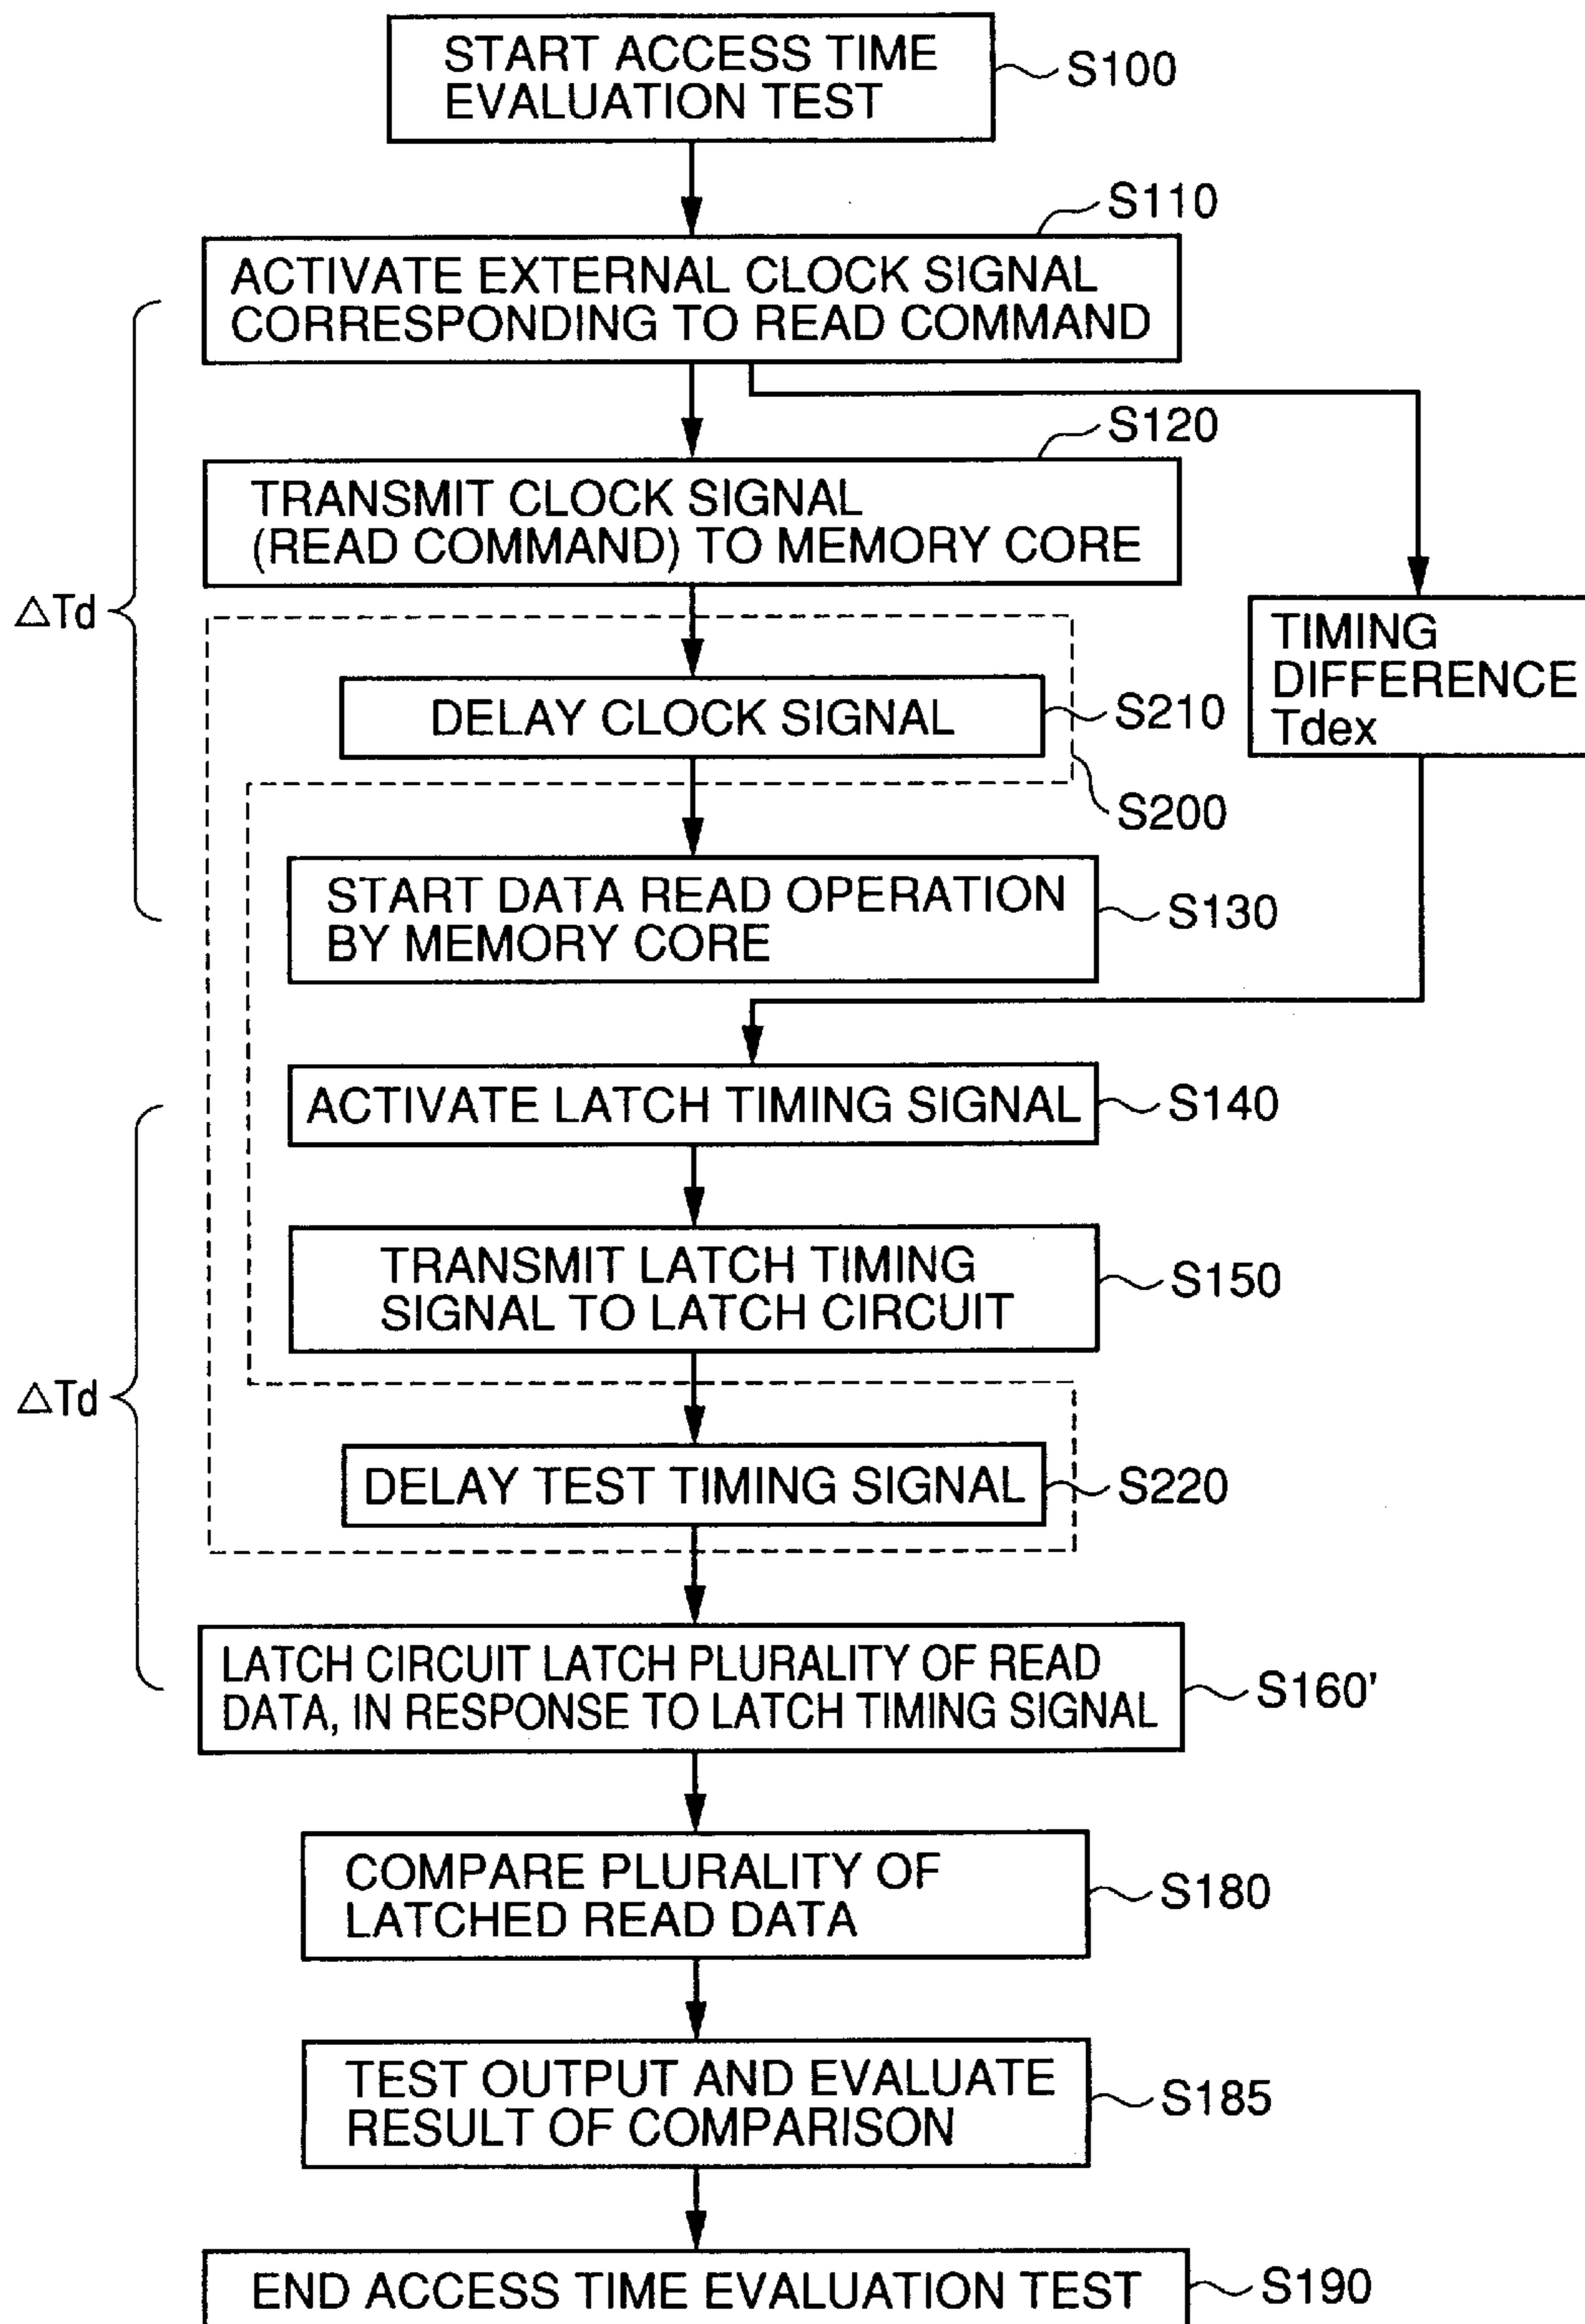 START ACCESS TIME
EVALUATION TEST
S100
S110
ACTIVATE EXTERNAL CLOCK SIGNAL
CORRESPONDING TO READ COMMAND
S120
TRANSMIT CLOCK SIGNAL
(READ COMMAND) TO MEMORY CORE
△Td
TIMING
DIFFERENCE
Tdex
DELAY CLOCK SIGNAL
S210
S200
START DATA READ OPERATION
BY MEMORY CORE
S130
ACTIVATE LATCH TIMING SIGNAL
S140
TRANSMIT LATCH TIMING
SIGNAL TO LATCH CIRCUIT
S150
△Td
DELAY TEST TIMING SIGNAL
S220
LATCH CIRCUIT LATCH PLURALITY OF READ
DATA, IN RESPONSE TO LATCH TIMING SIGNAL
S160'
COMPARE PLURALITY OF
LATCHED READ DATA
S180
TEST OUTPUT AND EVALUATE
RESULT OF COMPARISON
S185
END ACCESS TIME EVALUATION TEST
S190